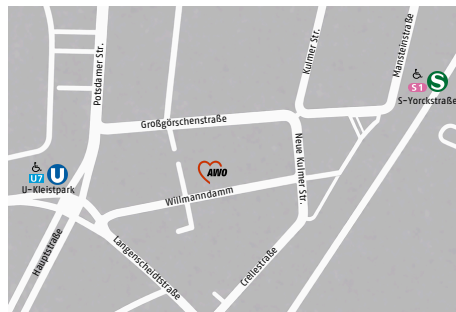 Potsdamer Str.
Kulmer Str.
Mansteinstraße
S
S1
S-Yorckstraße
Großgörschenstraße
Neue Kulmer Str.
AWO
U7
U
U-Kleistpark
Willmanndamm
Hauptstraße
Langenscheidtstraße
Crellestraße